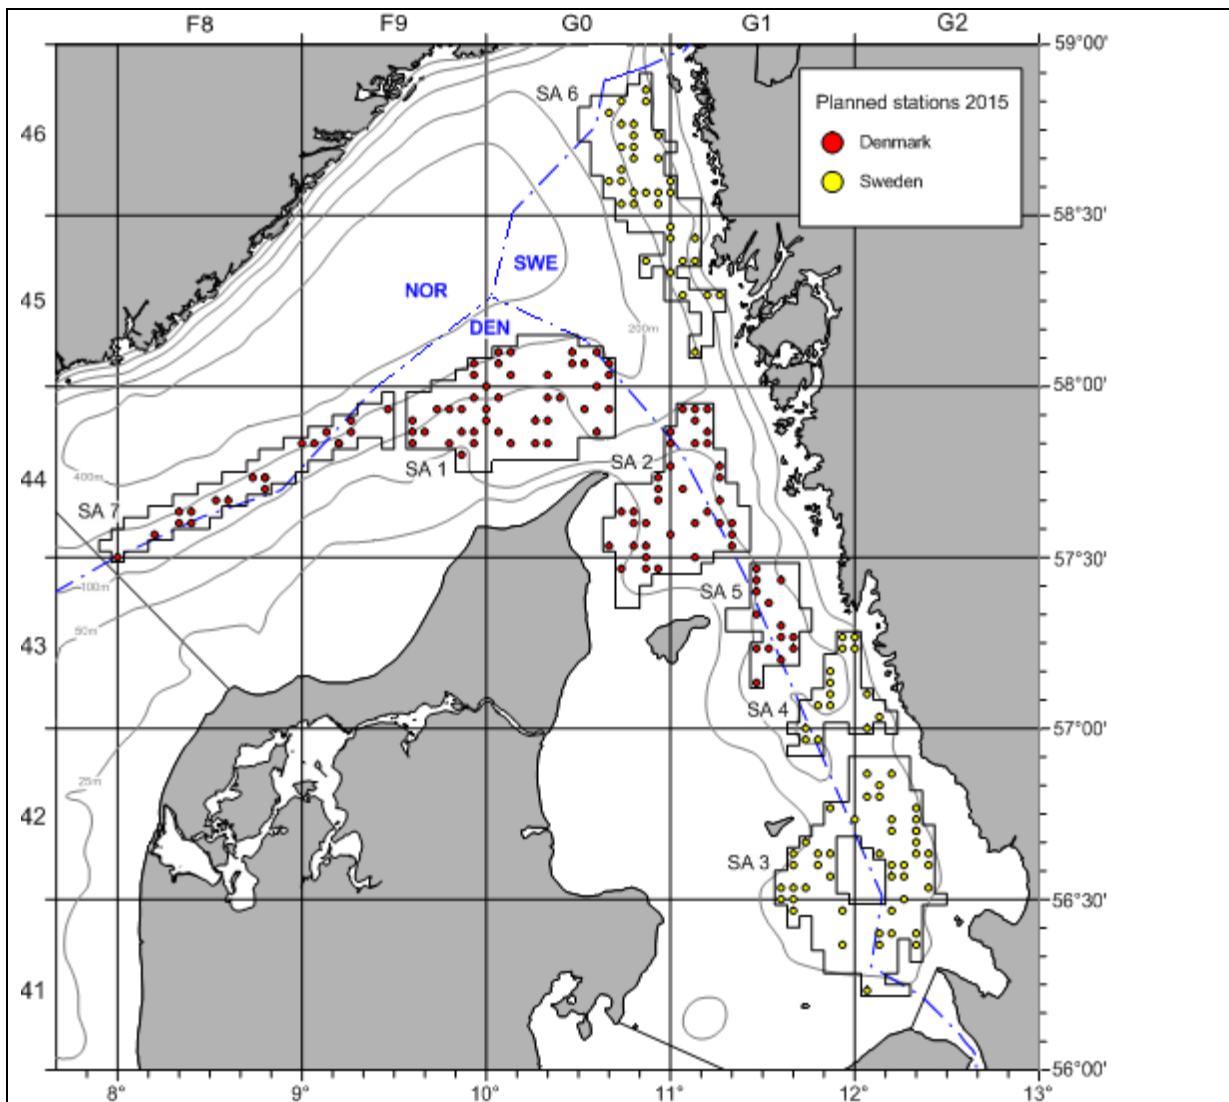 F8 F9 G0 G1 G2
59°00'
SA 6
Planned stations 2015
Denmark
Sweden
46
58°30'
SWE
NOR
45
DEN
200m
58°00'
SA 1
SA 2
400m
44
SA 7
57°30'
100m
SA 5
50m
43
SA 4
57°00'
25m
42
SA 3
56°30'
41
56°00'
8° 9° 10° 11° 12° 13°